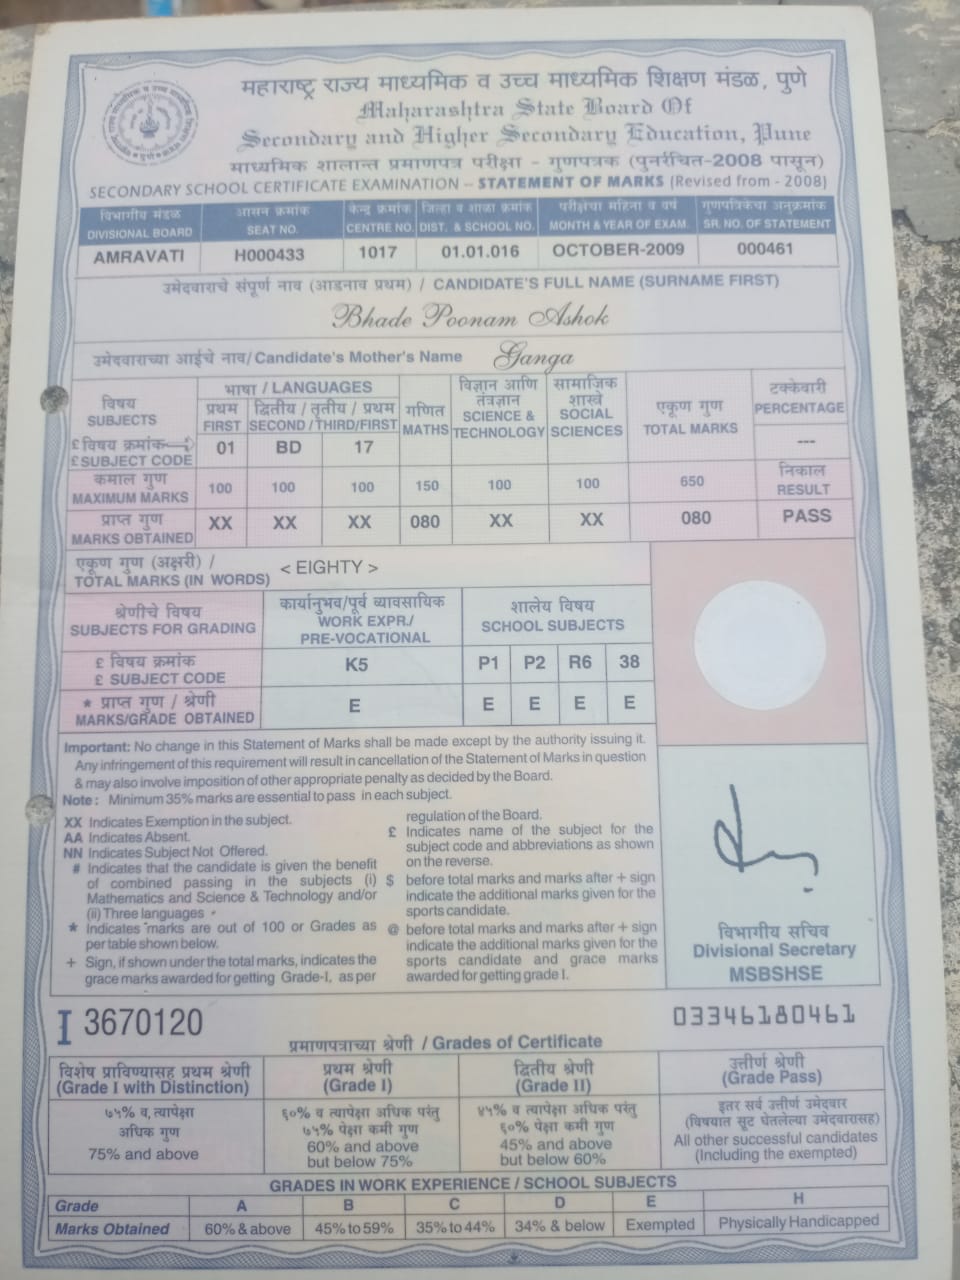 महाराष्ट्र राज्य माध्यमिक व उच्च माध्यमिक शिक्षण मंडळ, पुणे
Maharashtra State Board Of
Secondary and Higher Secondary Education, Pune
माध्यमिक शालान्त प्रमाणपत्र परीक्षा - गुणपत्रक (पुनर्रचित-2008 पासून)
SECONDARY SCHOOL CERTIFICATE EXAMINATION – STATEMENT OF MARKS (Revised from - 2008)
विभागीय मंडळ आसन क्रमांक केन्द्र क्रमांक जिल्हा व शाळा क्रमांक परीक्षेचा महिना व वर्ष गुणपत्रिकेचा अनुक्रमांक
DIVISIONAL BOARD SEAT NO. CENTRE NO. DIST. & SCHOOL NO. MONTH & YEAR OF EXAM. SR. NO. OF STATEMENT
AMRAVATI H000433 1017 01.01.016 OCTOBER-2009 000461
उमेदवाराचे संपूर्ण नाव (आडनाव प्रथम) / CANDIDATE'S FULL NAME (SURNAME FIRST)
Bhade Poonam Ashok
उमेदवाराच्या आईचे नाव/Candidate's Mother's Name Ganga
विषय
SUBJECTS
भाषा / LANGUAGES
प्रथम द्वितीय / तृतीय / प्रथम
FIRST SECOND / THIRD/FIRST
गणित
MATHS
विज्ञान आणि
तंत्रज्ञान
SCIENCE &
TECHNOLOGY
सामाजिक
शास्त्रे
SOCIAL
SCIENCES
एकूण गुण
TOTAL MARKS
टक्केवारी
PERCENTAGE
£ विषय क्रमांक
£ SUBJECT CODE
01 BD 17 ---
कमाल गुण
MAXIMUM MARKS
100 100 100 150 100 100 650
निकाल
RESULT
प्राप्त गुण
MARKS OBTAINED
XX XX XX 080 XX XX 080 PASS
एकूण गुण (अक्षरी) /
TOTAL MARKS (IN WORDS) < EIGHTY >
श्रेणीचे विषय
SUBJECTS FOR GRADING
कार्यानुभव/पूर्व व्यावसायिक
WORK EXPR./
PRE-VOCATIONAL
शालेय विषय
SCHOOL SUBJECTS
£ विषय क्रमांक
£ SUBJECT CODE
K5 P1 P2 R6 38
* प्राप्त गुण / श्रेणी
MARKS/GRADE OBTAINED
E E E E E
Important: No change in this Statement of Marks shall be made except by the authority issuing it.
Any infringement of this requirement will result in cancellation of the Statement of Marks in question
& may also involve imposition of other appropriate penalty as decided by the Board.
Note : Minimum 35% marks are essential to pass in each subject.
XX Indicates Exemption in the subject.
AA Indicates Absent.
NN Indicates Subject Not Offered.
# Indicates that the candidate is given the benefit
of combined passing in the subjects (i)
Mathematics and Science & Technology and/or
(ii) Three languages
* Indicates marks are out of 100 or Grades as
per table shown below.
+ Sign, if shown under the total marks, indicates the
grace marks awarded for getting Grade-I, as per
regulation of the Board.
£ Indicates name of the subject for the
subject code and abbreviations as shown
on the reverse.
$ before total marks and marks after + sign
indicate the additional marks given for the
sports candidate.
@ before total marks and marks after + sign
indicate the additional marks given for the
sports candidate and grace marks
awarded for getting grade I.
विभागीय सचिव
Divisional Secretary
MSBSHSE
I 3670120
03346180461
प्रमाणपत्राच्या श्रेणी / Grades of Certificate
विशेष प्राविण्यासह प्रथम श्रेणी
(Grade I with Distinction)
प्रथम श्रेणी
(Grade I)
द्वितीय श्रेणी
(Grade II)
उत्तीर्ण श्रेणी
(Grade Pass)
७५% व, त्यापेक्षा
अधिक गुण
75% and above
६०% व त्यापेक्षा अधिक परंतु
७५% पेक्षा कमी गुण
60% and above
but below 75%
४५% व त्यापेक्षा अधिक परंतु
६०% पेक्षा कमी गुण
45% and above
but below 60%
इतर सर्व उत्तीर्ण उमेदवार
(विषयात सूट घेतलेल्या उमेदवारासह)
All other successful candidates
(Including the exempted)
GRADES IN WORK EXPERIENCE / SCHOOL SUBJECTS
Grade A B C D E H
Marks Obtained 60% & above 45% to 59% 35% to 44% 34% & below Exempted Physically Handicapped